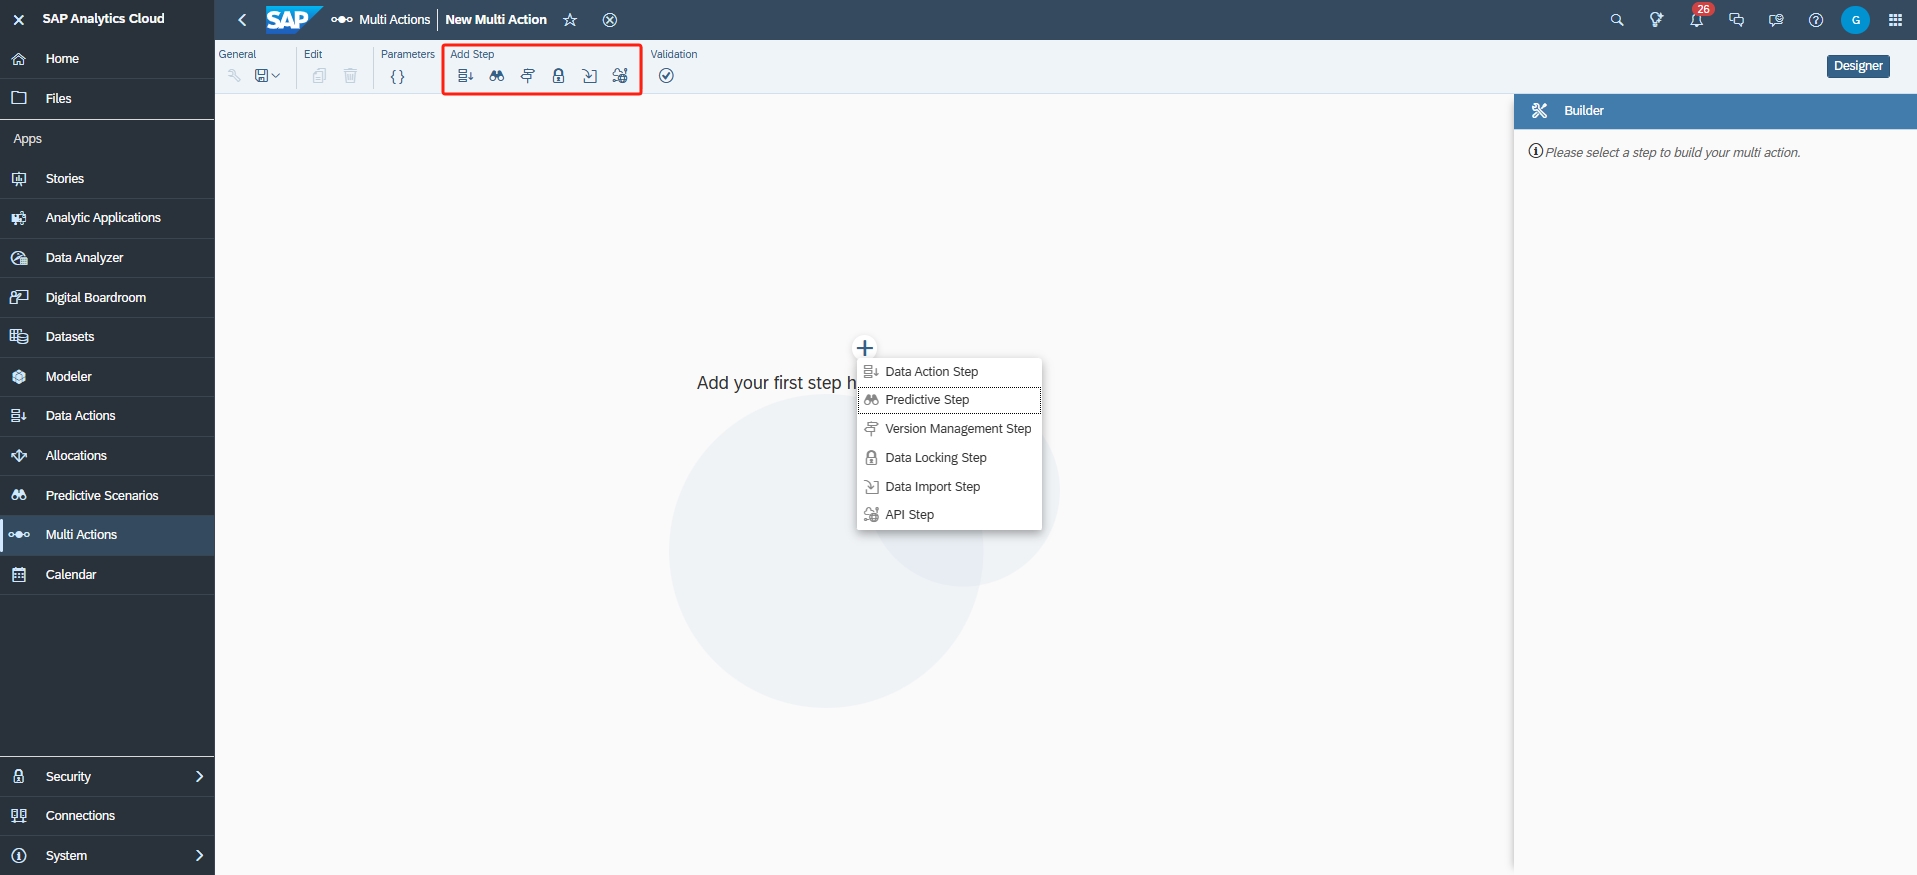 SAP Analytics Cloud
SAP Multi Actions New Multi Action
26
G
General
Edit
Parameters
Add Step
Validation
{ }
Designer
Home
Files
Apps
Stories
Analytic Applications
Data Analyzer
Digital Boardroom
Datasets
Modeler
Data Actions
Allocations
Predictive Scenarios
Multi Actions
Calendar
Security
Connections
System
Add your first step h
Data Action Step
Predictive Step
Version Management Step
Data Locking Step
Data Import Step
API Step
Builder
Please select a step to build your multi action.